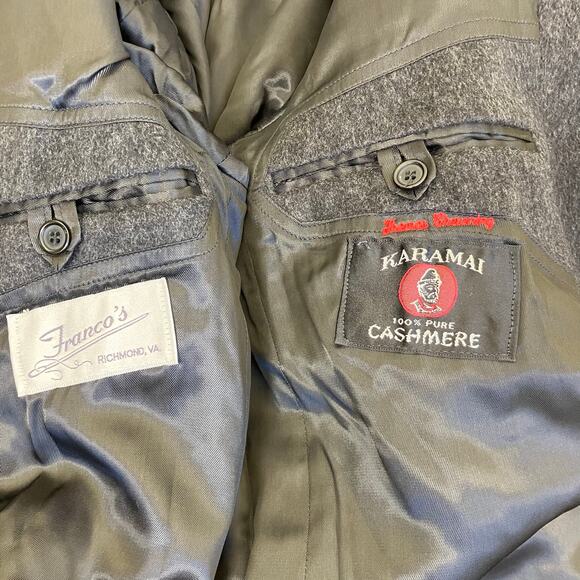 Franco's
RICHMOND, VA.
KARAMAI
100% PURE
CASHMERE